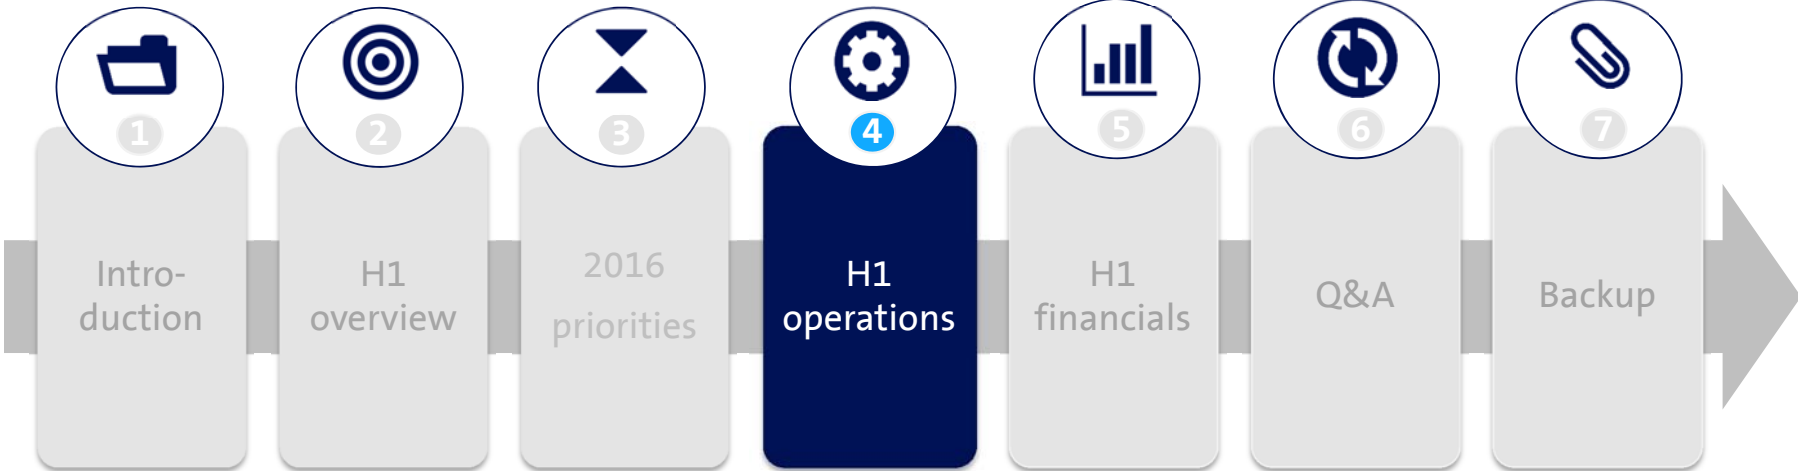 1
2
3
4
5
6
7
Intro-
duction
H1
overview
2016
priorities
H1
operations
H1
financials
Q&A
Backup